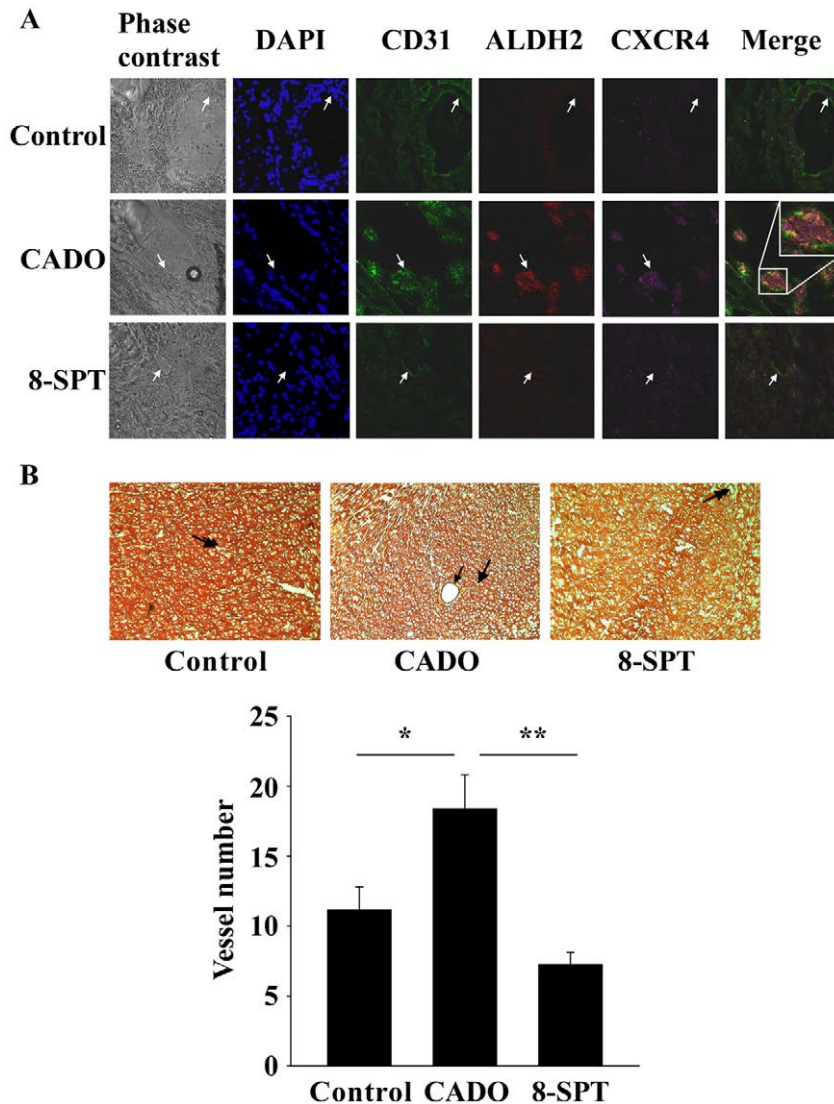 A
Phase contrast
DAPI
CD31
ALDH2
CXCR4
Merge
Control
CADO
8-SPT
B
Control
CADO
8-SPT
Vessel number
25
20
15
10
5
0
*
**
Control
CADO
8-SPT